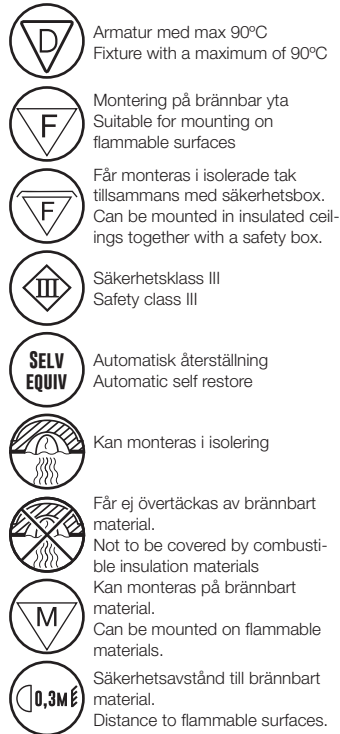 D
Armatur med max 90ºC
Fixture with a maximum of 90ºC
F
Montering på brännbar yta
Suitable for mounting on
flammable surfaces
F
Får monteras i isolerade tak
tillsammans med säkerhetsbox.
Can be mounted in insulated ceil-
ings together with a safety box.
III
Säkerhetsklass III
Safety class III
SELV
EQUIV
Automatisk återställning
Automatic self restore
Kan monteras i isolering
Får ej övertäckas av brännbart
material.
Not to be covered by combusti-
ble insulation materials
M
Kan monteras på brännbart
material.
Can be mounted on flammable
materials.
0,3M
Säkerhetsavstånd till brännbart
material.
Distance to flammable surfaces.